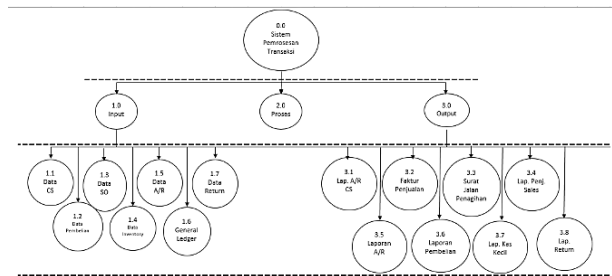 0.0
Sistem
Pemrosesan
Transaksi
1.0
Input
2.0
Proses
3.0
Output
1.1
Data
CS
1.2
Data
Pembelian
1.3
Data
SO
1.4
Data
Inventory
1.5
Data
A/R
1.6
General
Ledger
1.7
Data
Return
3.1
Lap. A/R
CS
3.5
Laporan
A/R
3.2
Faktur
Penjualan
3.6
Laporan
Pembelian
3.3
Surat
Jalan
Penagihan
3.7
Lap. Kas
Kecil
3.4
Lap. Penj.
Sales
3.8
Lap.
Return